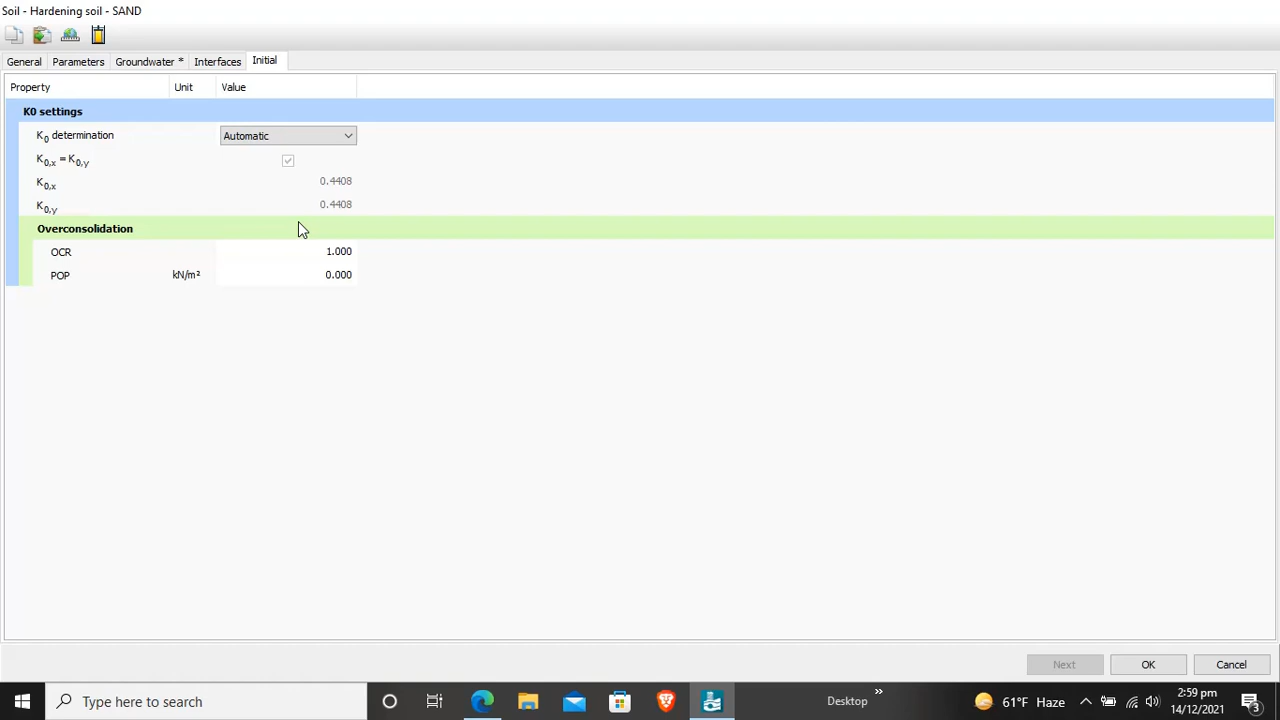 Soil - Hardening soil - SAND
General Parameters Groundwater * Interfaces Initial
Property Unit Value
K0 settings
K0 determination Automatic
K0,x = K0,y
K0,x 0.4408
K0,y 0.4408
Overconsolidation
OCR 1.000
POP kN/m² 0.000
Next OK Cancel
Type here to search Desktop » 61°F Haze 2:59 pm
14/12/2021 3